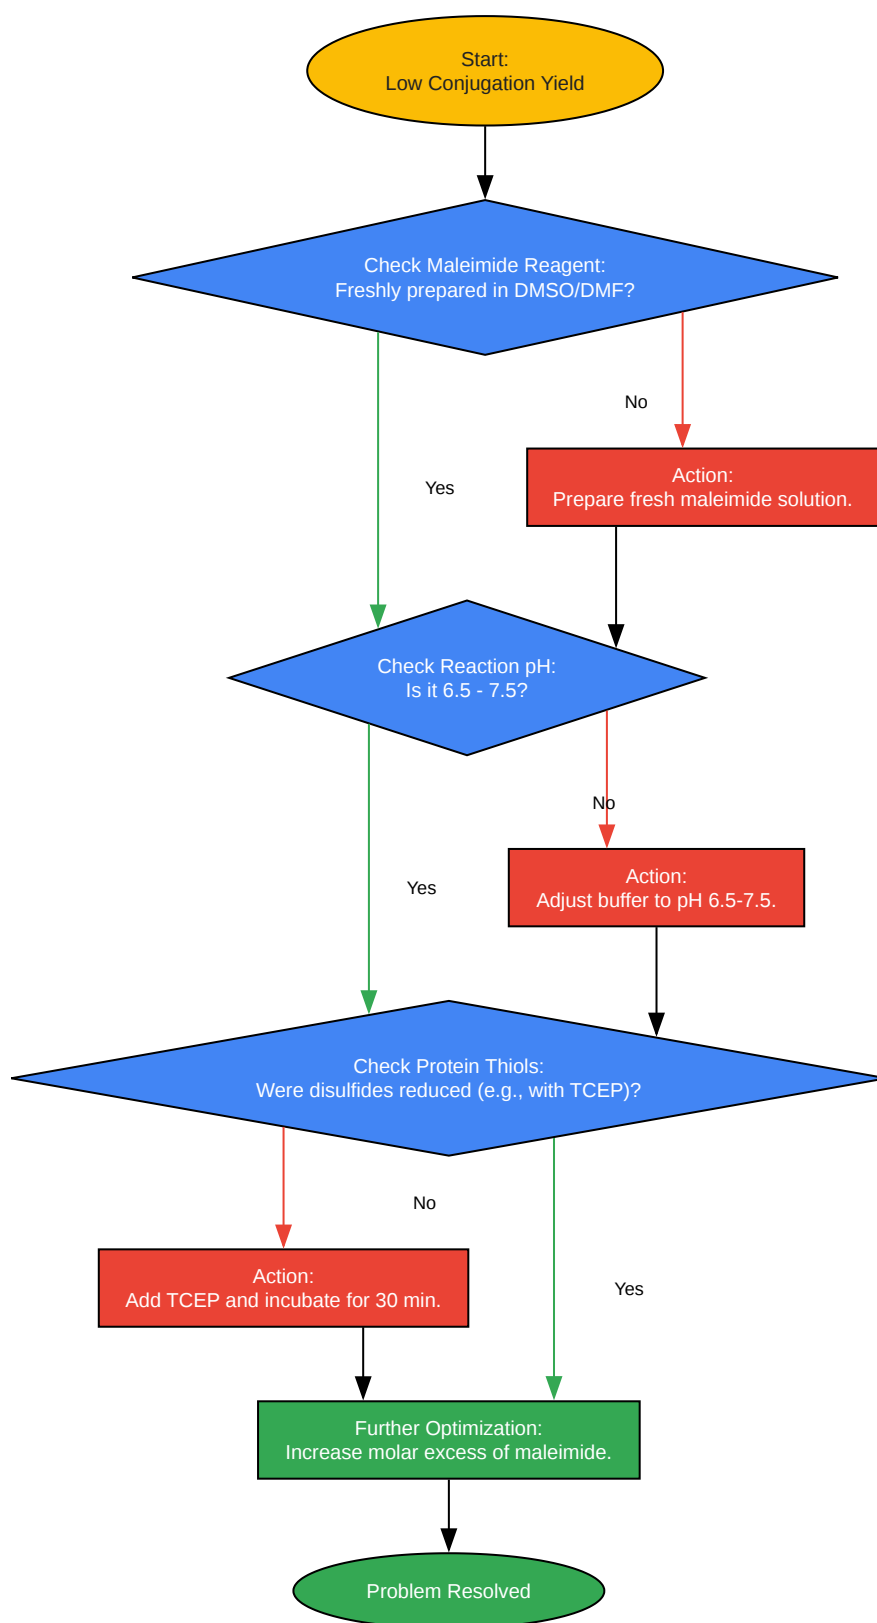 Start:
Low Conjugation Yield
Check Maleimide Reagent:
Freshly prepared in DMSO/DMF?
No
Action:
Prepare fresh maleimide solution.
Yes
Check Reaction pH:
Is it 6.5 - 7.5?
No
Action:
Adjust buffer to pH 6.5-7.5.
Yes
Check Protein Thiols:
Were disulfides reduced (e.g., with TCEP)?
No
Action:
Add TCEP and incubate for 30 min.
Yes
Further Optimization:
Increase molar excess of maleimide.
Problem Resolved